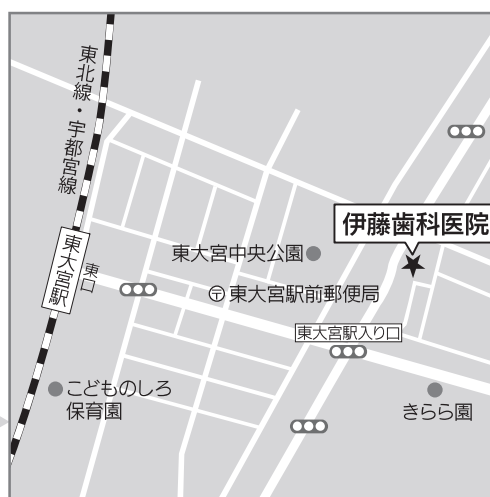 東北線・宇都宮線
伊藤歯科医院
東大宮中央公園
東大宮駅
東口
〒東大宮駅前郵便局
東大宮駅入り口
こどものしろ
保育園
きらら園